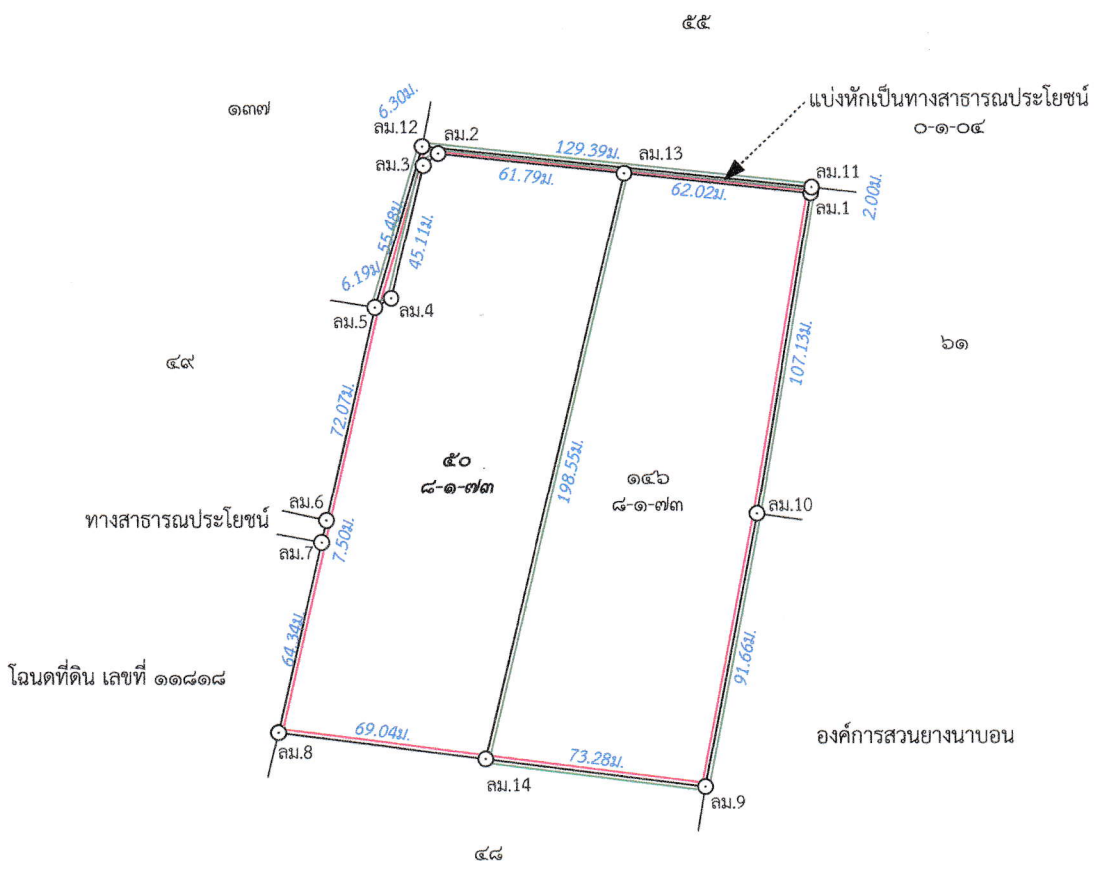 ๕๕
๑๓๗
6.30ม.
แบ่งหักเป็นทางสาธารณประโยชน์
๐-๑-๐๔
ลม.12
ลม.2
129.39ม.
ลม.13
ลม.3
61.79ม.
62.02ม.
ลม.11
ลม.1
2.00ม.
55.48ม.
45.11ม.
6.19ม.
ลม.4
ลม.5
107.13ม.
๖๑
๔๙
72.07ม.
๕๐
๘-๑-๗๓
198.55ม.
๑๔๖
๘-๑-๗๓
ลม.6
ลม.10
ทางสาธารณประโยชน์
7.50ม.
ลม.7
64.34ม.
91.66ม.
โฉนดที่ดิน เลขที่ ๑๑๘๑๘
69.04ม.
องค์การสวนยางนาบอน
ลม.8
73.28ม.
ลม.14
ลม.9
๔๘